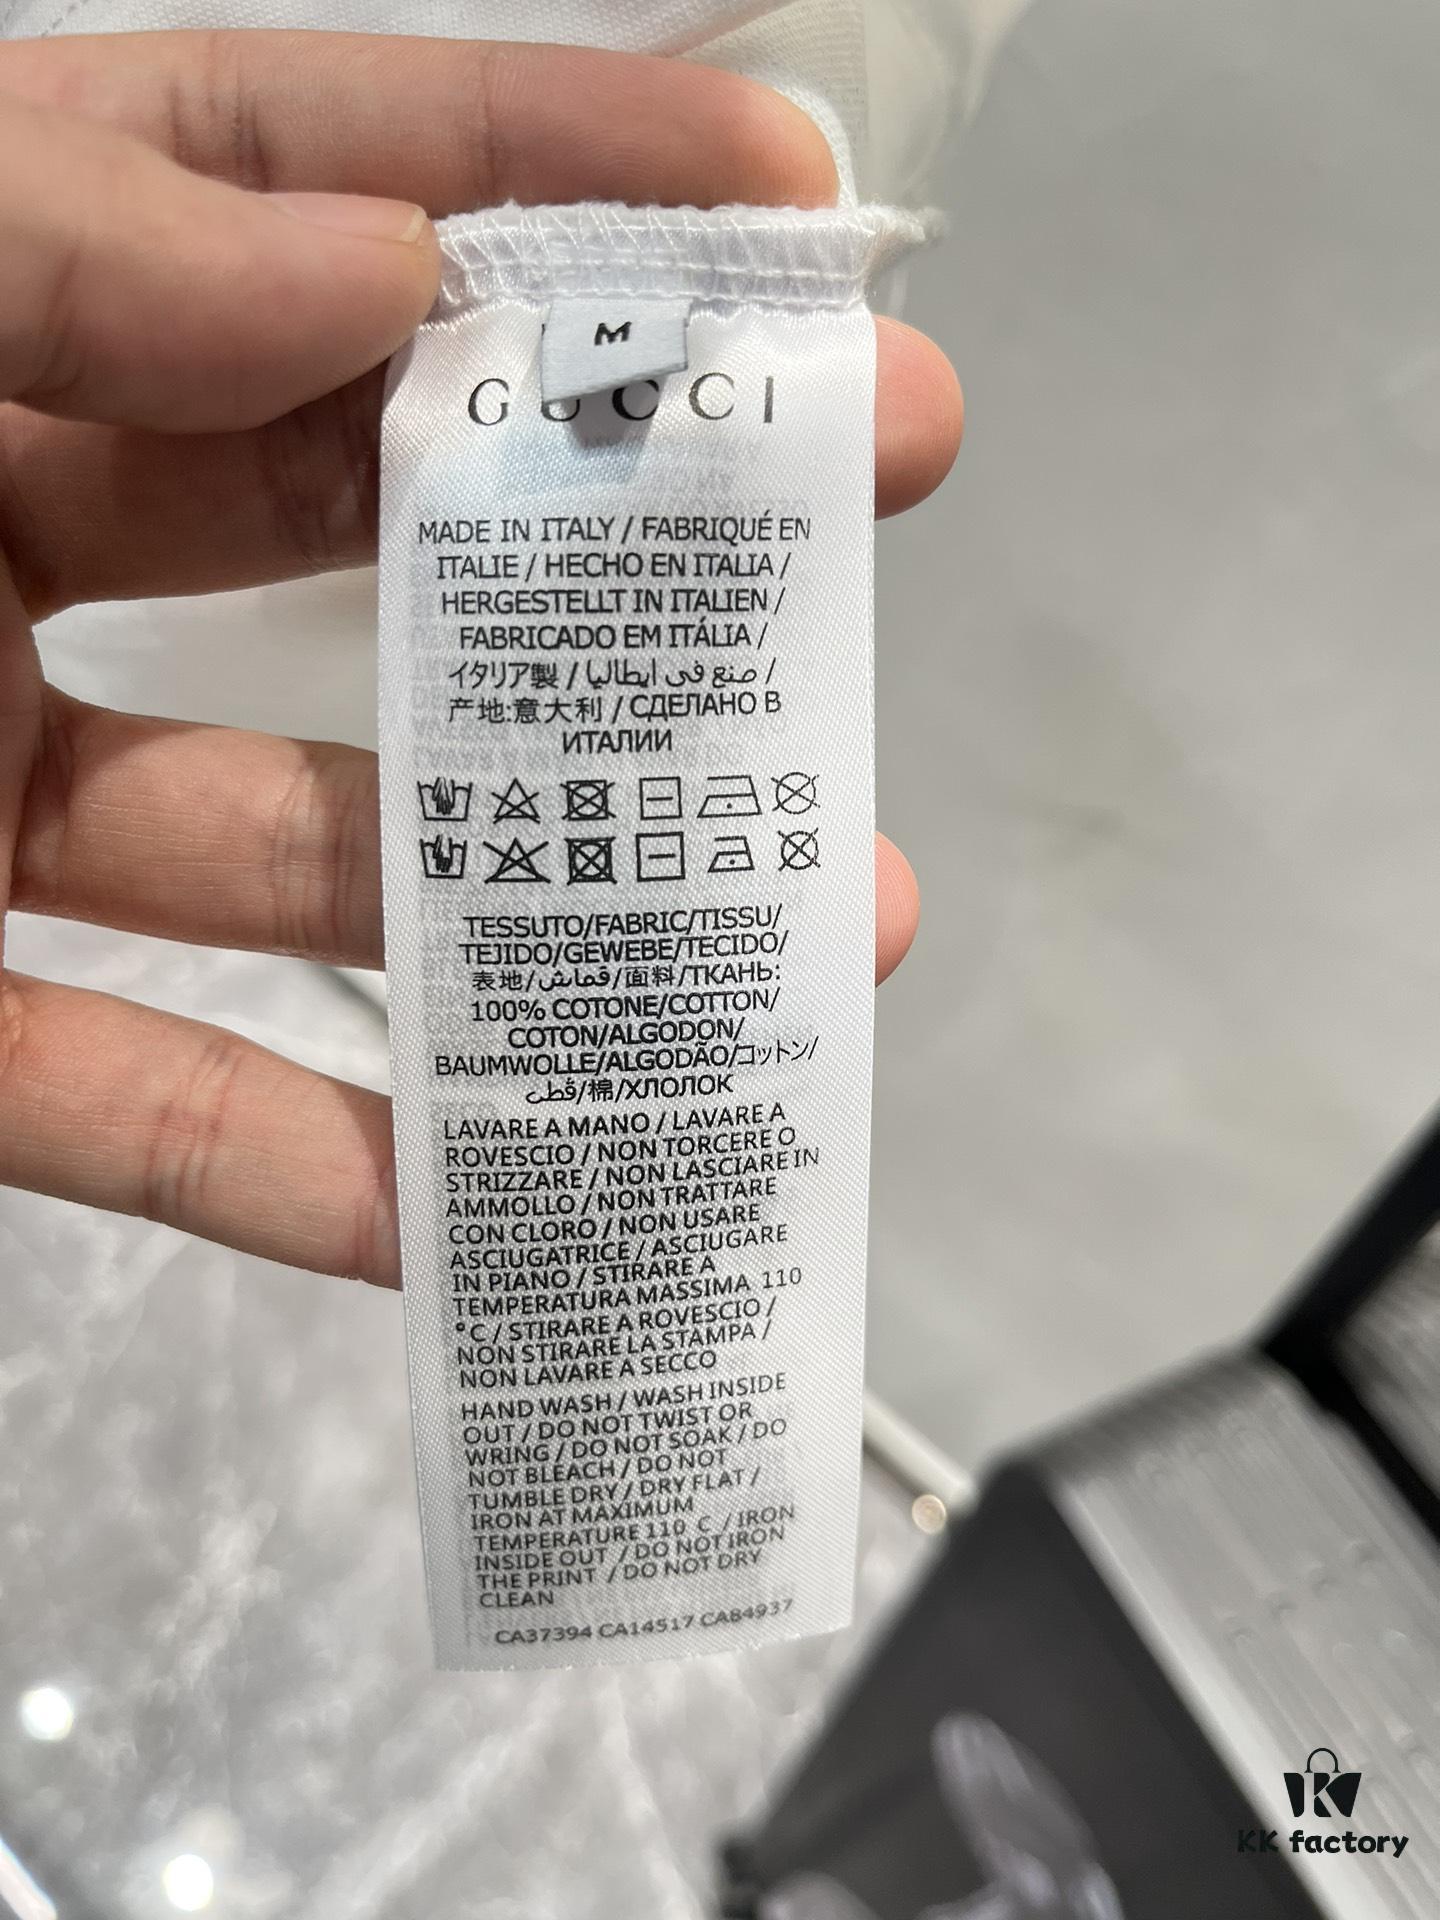 M
GUCCI
MADE IN ITALY / FABRIQUÉ EN
ITALIE / HECHO EN ITALIA /
HERGESTELLT IN ITALIEN /
FABRICADO EM ITÁLIA /
イタリア製 / صنع في ايطاليا /
产地:意大利 / СДЕЛАНО В
ИТАЛИИ
TESSUTO/FABRIC/TISSU/
TEJIDO/GEWEBE/TECIDO/
表地/قماش/面料/ТКАНЬ:
100% COTONE/COTTON/
COTON/ALGODON/
BAUMWOLLE/ALGODÃO/コットン/
قطن/棉/ХЛОЛОК
LAVARE A MANO / LAVARE A
ROVESCIO / NON TORCERE O
STRIZZARE / NON LASCIARE IN
AMMOLLO / NON TRATTARE
CON CLORO / NON USARE
ASCIUGATRICE / ASCIUGARE
IN PIANO / STIRARE A
TEMPERATURA MASSIMA 110
°C / STIRARE A ROVESCIO /
NON STIRARE LA STAMPA /
NON LAVARE A SECCO
HAND WASH / WASH INSIDE
OUT / DO NOT TWIST OR
WRING / DO NOT SOAK / DO
NOT BLEACH / DO NOT
TUMBLE DRY / DRY FLAT /
IRON AT MAXIMUM
TEMPERATURE 110 C / IRON
INSIDE OUT / DO NOT IRON
THE PRINT / DO NOT DRY
CLEAN
CA37394 CA14517 CA84937
KK factory